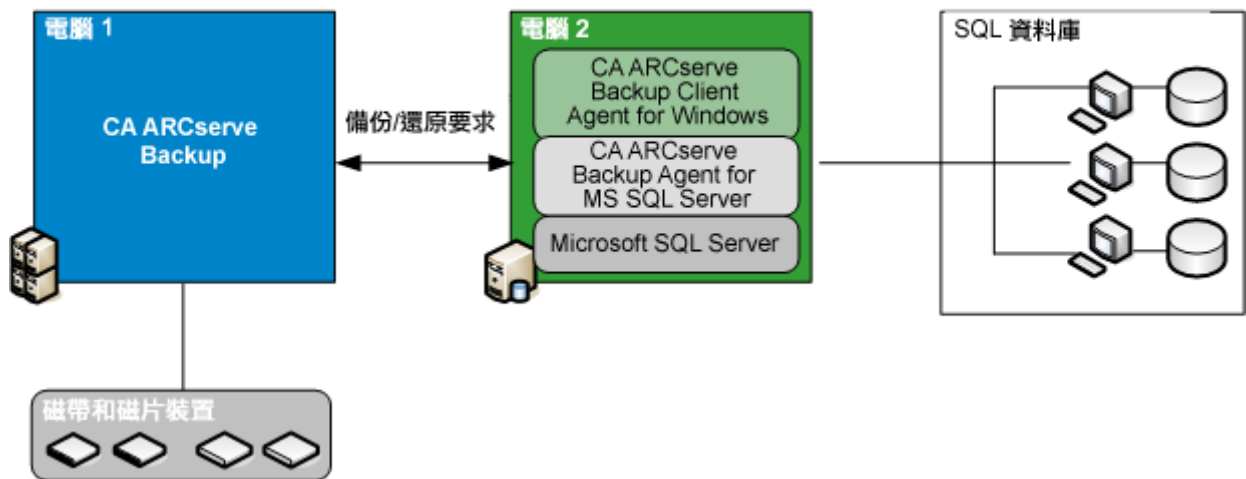 電腦 1
CA ARCserve
Backup
備份/還原要求
電腦 2
CA ARCserve
Backup Client
Agent for Windows
CA ARCserve
Backup Agent for
MS SQL Server
Microsoft SQL Server
SQL 資料庫
磁帶和磁片裝置